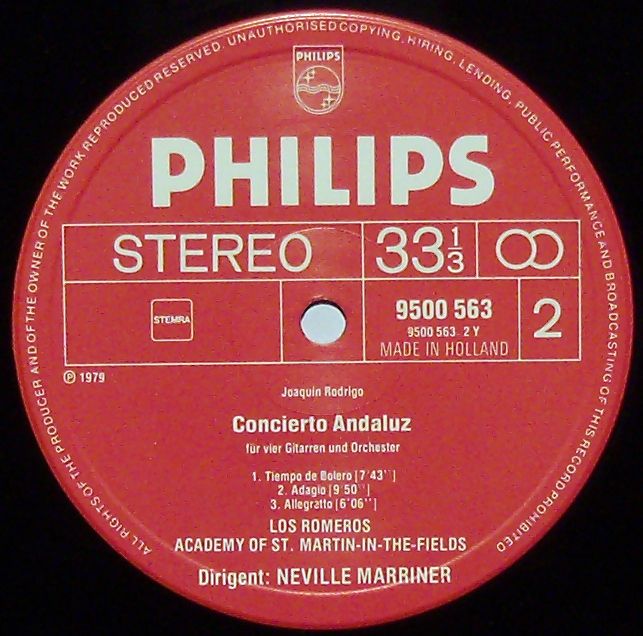 ALL RIGHTS OF THE PRODUCER AND OF THE OWNER OF THE WORK REPRODUCED RESERVED. UNAUTHORISED COPYING, HIRING, LENDING, PUBLIC PERFORMANCE AND BROADCASTING OF THIS RECORD PROHIBITED
PHILIPS
PHILIPS
STEREO 33 1/3
STEMRA
9500 563
9500 563 2 Y
MADE IN HOLLAND
2
℗ 1979
Joaquin Rodrigo
Concierto Andaluz
für vier Gitarren und Orchester
1. Tiempo de Bolero [7'43'']
2. Adagio [9'50'']
3. Allegratto [6'06'']
LOS ROMEROS
ACADEMY OF ST. MARTIN-IN-THE-FIELDS
Dirigent: NEVILLE MARRINER